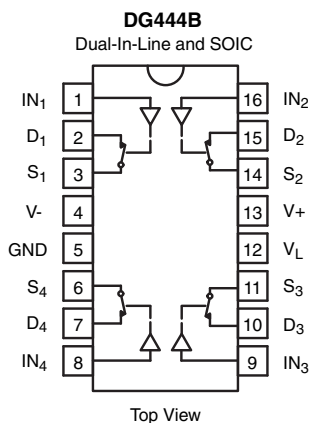 DG444B
Dual-In-Line and SOIC
IN1 1 16 IN2
D1 2 15 D2
S1 3 14 S2
V- 4 13 V+
GND 5 12 VL
S4 6 11 S3
D4 7 10 D3
IN4 8 9 IN3
Top View